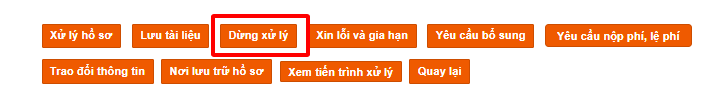 Xử lý hồ sơ Lưu tài liệu Dừng xử lý Xin lỗi và gia hạn Yêu cầu bổ sung Yêu cầu nộp phí, lệ phí
Trao đổi thông tin Nơi lưu trữ hồ sơ Xem tiến trình xử lý Quay lại